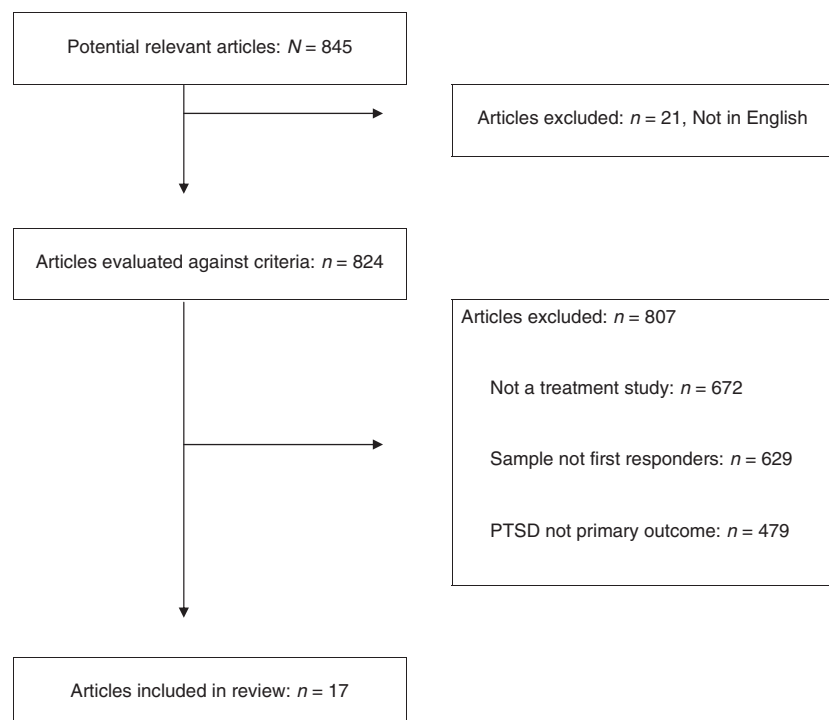 Potential relevant articles: N = 845
Articles excluded: n = 21, Not in English
Articles evaluated against criteria: n = 824
Articles excluded: n = 807
Not a treatment study: n = 672
Sample not first responders: n = 629
PTSD not primary outcome: n = 479
Articles included in review: n = 17